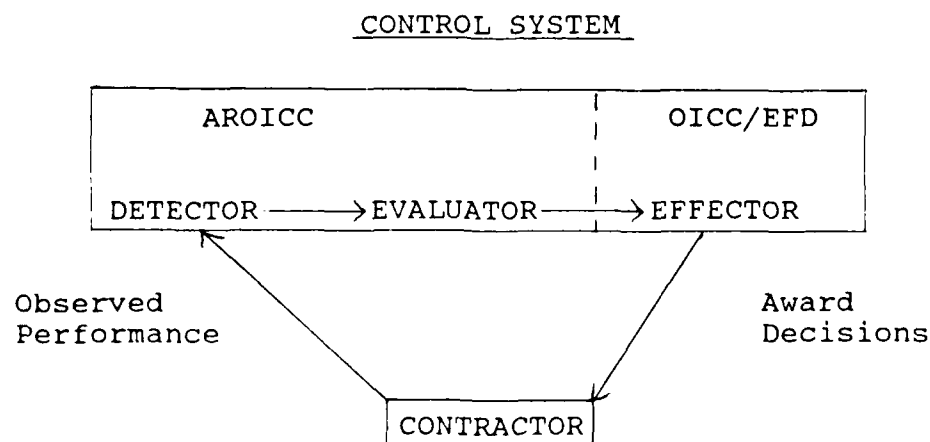 CONTROL SYSTEM
AROICC
OICC/EFD
DETECTOR EVALUATOR EFFECTOR
Observed
Performance
Award
Decisions
CONTRACTOR